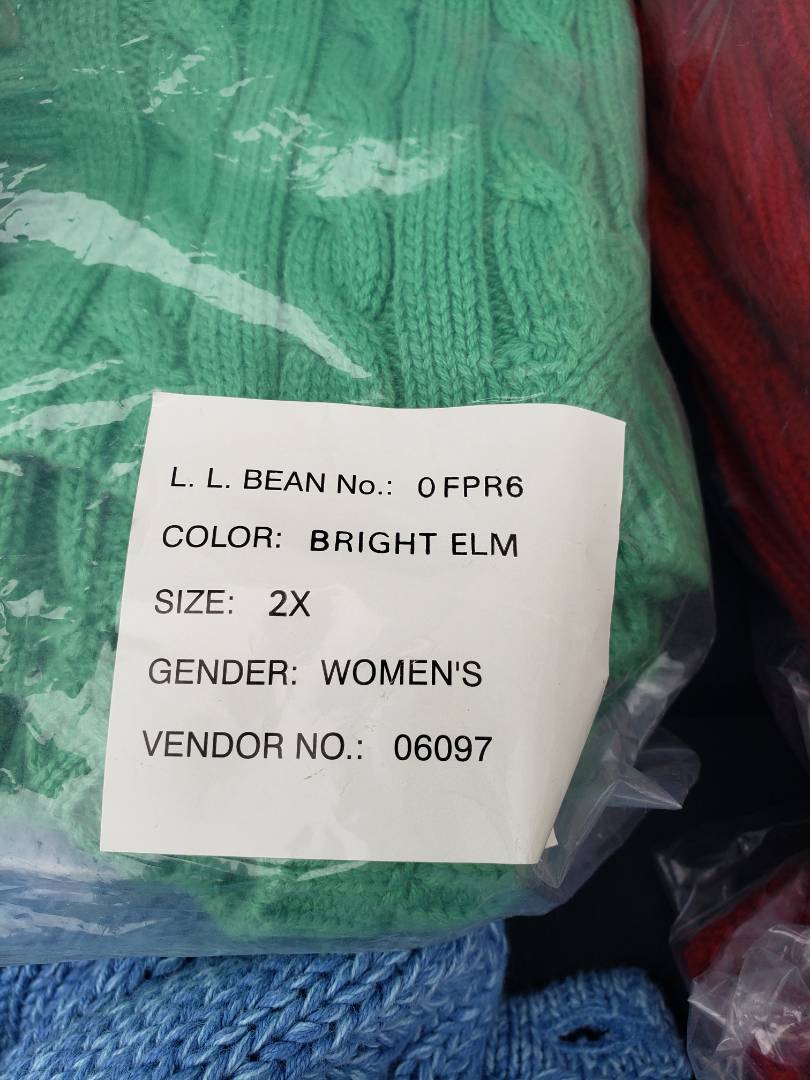 L. L. BEAN No.: 0FPR6
COLOR: BRIGHT ELM
SIZE: 2X
GENDER: WOMEN'S
VENDOR NO.: 06097